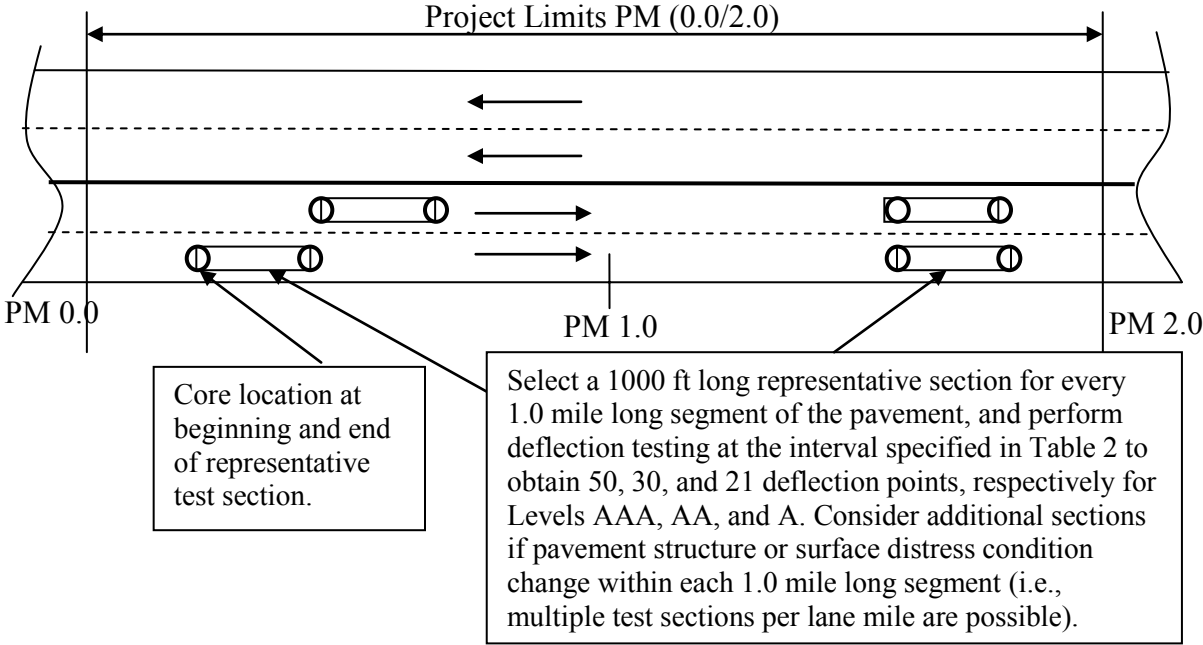 Project Limits PM (0.0/2.0)
PM 0.0
PM 1.0
PM 2.0
Core location at
beginning and end
of representative
test section.
Select a 1000 ft long representative section for every
1.0 mile long segment of the pavement, and perform
deflection testing at the interval specified in Table 2 to
obtain 50, 30, and 21 deflection points, respectively for
Levels AAA, AA, and A. Consider additional sections
if pavement structure or surface distress condition
change within each 1.0 mile long segment (i.e.,
multiple test sections per lane mile are possible).